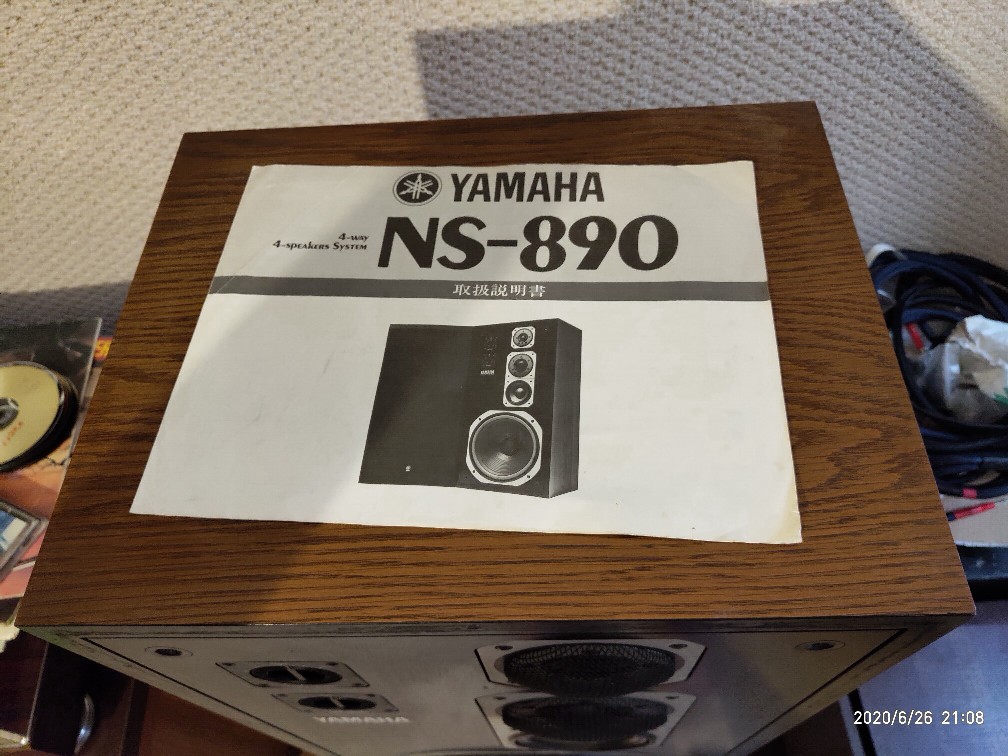 YAMAHA
4-WAY
4-SPEAKERS SYSTEM
NS-890
取扱説明書
YAMAHA
YAMAHA
2020/6/26 21:08